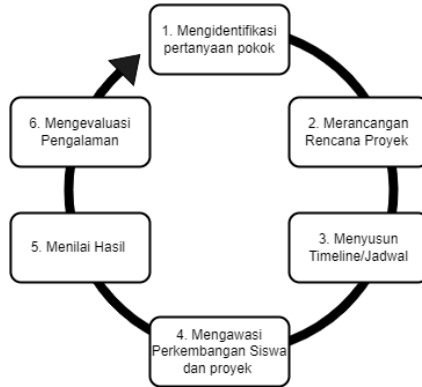 1. Mengidentifikasi
pertanyaan pokok
2. Merancangan
Rencana Proyek
3. Menyusun
Timeline/Jadwal
4. Mengawasi
Perkembangan Siswa
dan proyek
5. Menilai Hasil
6. Mengevaluasi
Pengalaman